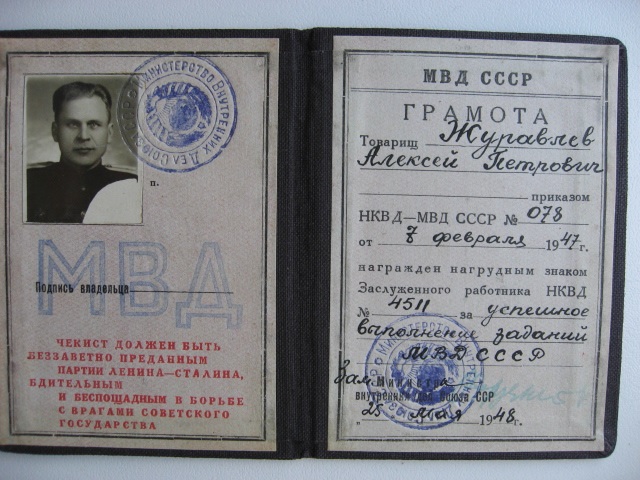 МИНИСТЕРСТВО ВНУТРЕННИХ ДЕЛ СОЮЗА ССР
п.
МВД
Подпись владельца
ЧЕКИСТ ДОЛЖЕН БЫТЬ
БЕЗЗАВЕТНО ПРЕДАННЫМ
ПАРТИИ ЛЕНИНА—СТАЛИНА,
БДИТЕЛЬНЫМ
И БЕСПОЩАДНЫМ В БОРЬБЕ
С ВРАГАМИ СОВЕТСКОГО
ГОСУДАРСТВА
МВД СССР
ГРАМОТА
Товарищ Журавлев
Алексей Петрович
приказом
НКВД—МВД СССР № 078
от 7 февраля 1947 г.
награжден нагрудным знаком
Заслуженного работника НКВД
№ 4511 за успешное
выполнение заданий
МВД СССР
Зам. Министра
внутренних дел Союза ССР
"25" мая 1948 г.